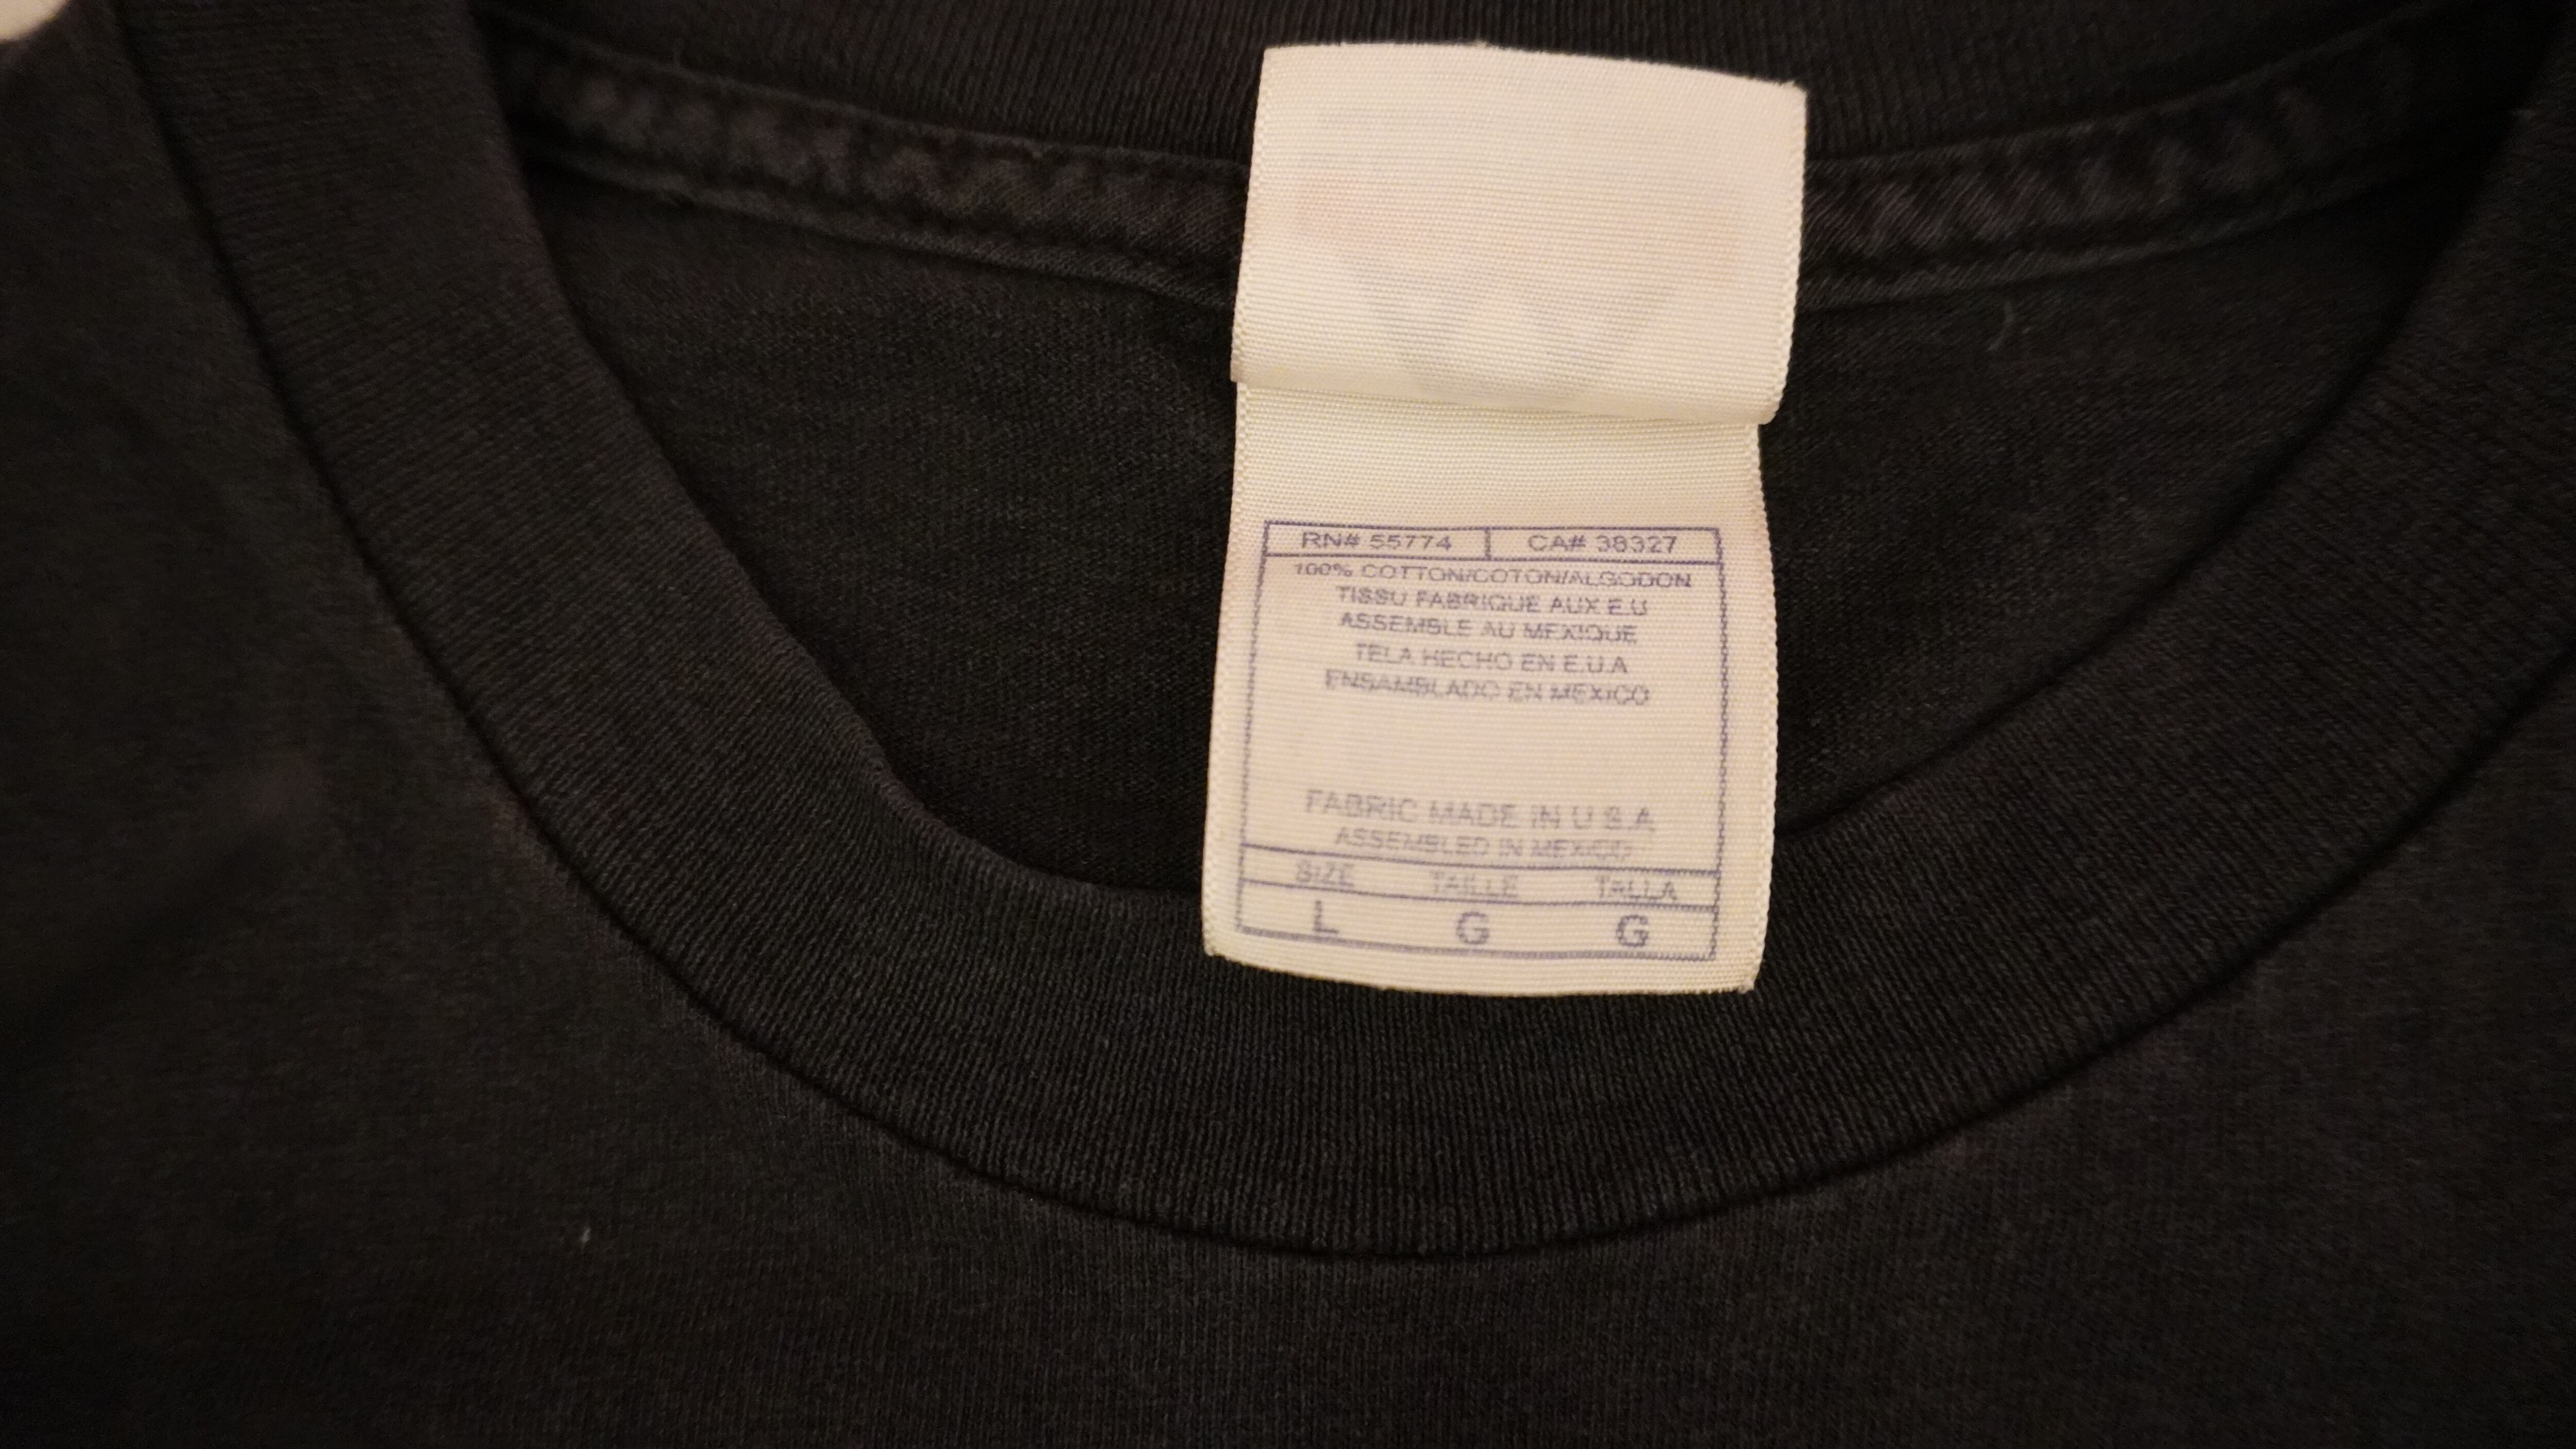 RN# 55774 CA# 38327
100% COTTON/COTON/ALGODON
TISSU FABRIQUE AUX E.U
ASSEMBLE AU MEXIQUE
TELA HECHO EN E.U.A
ENSAMBLADO EN MEXICO
FABRIC MADE IN U.S.A
ASSEMBLED IN MEXICO
SIZE TAILLE TALLA
L G G